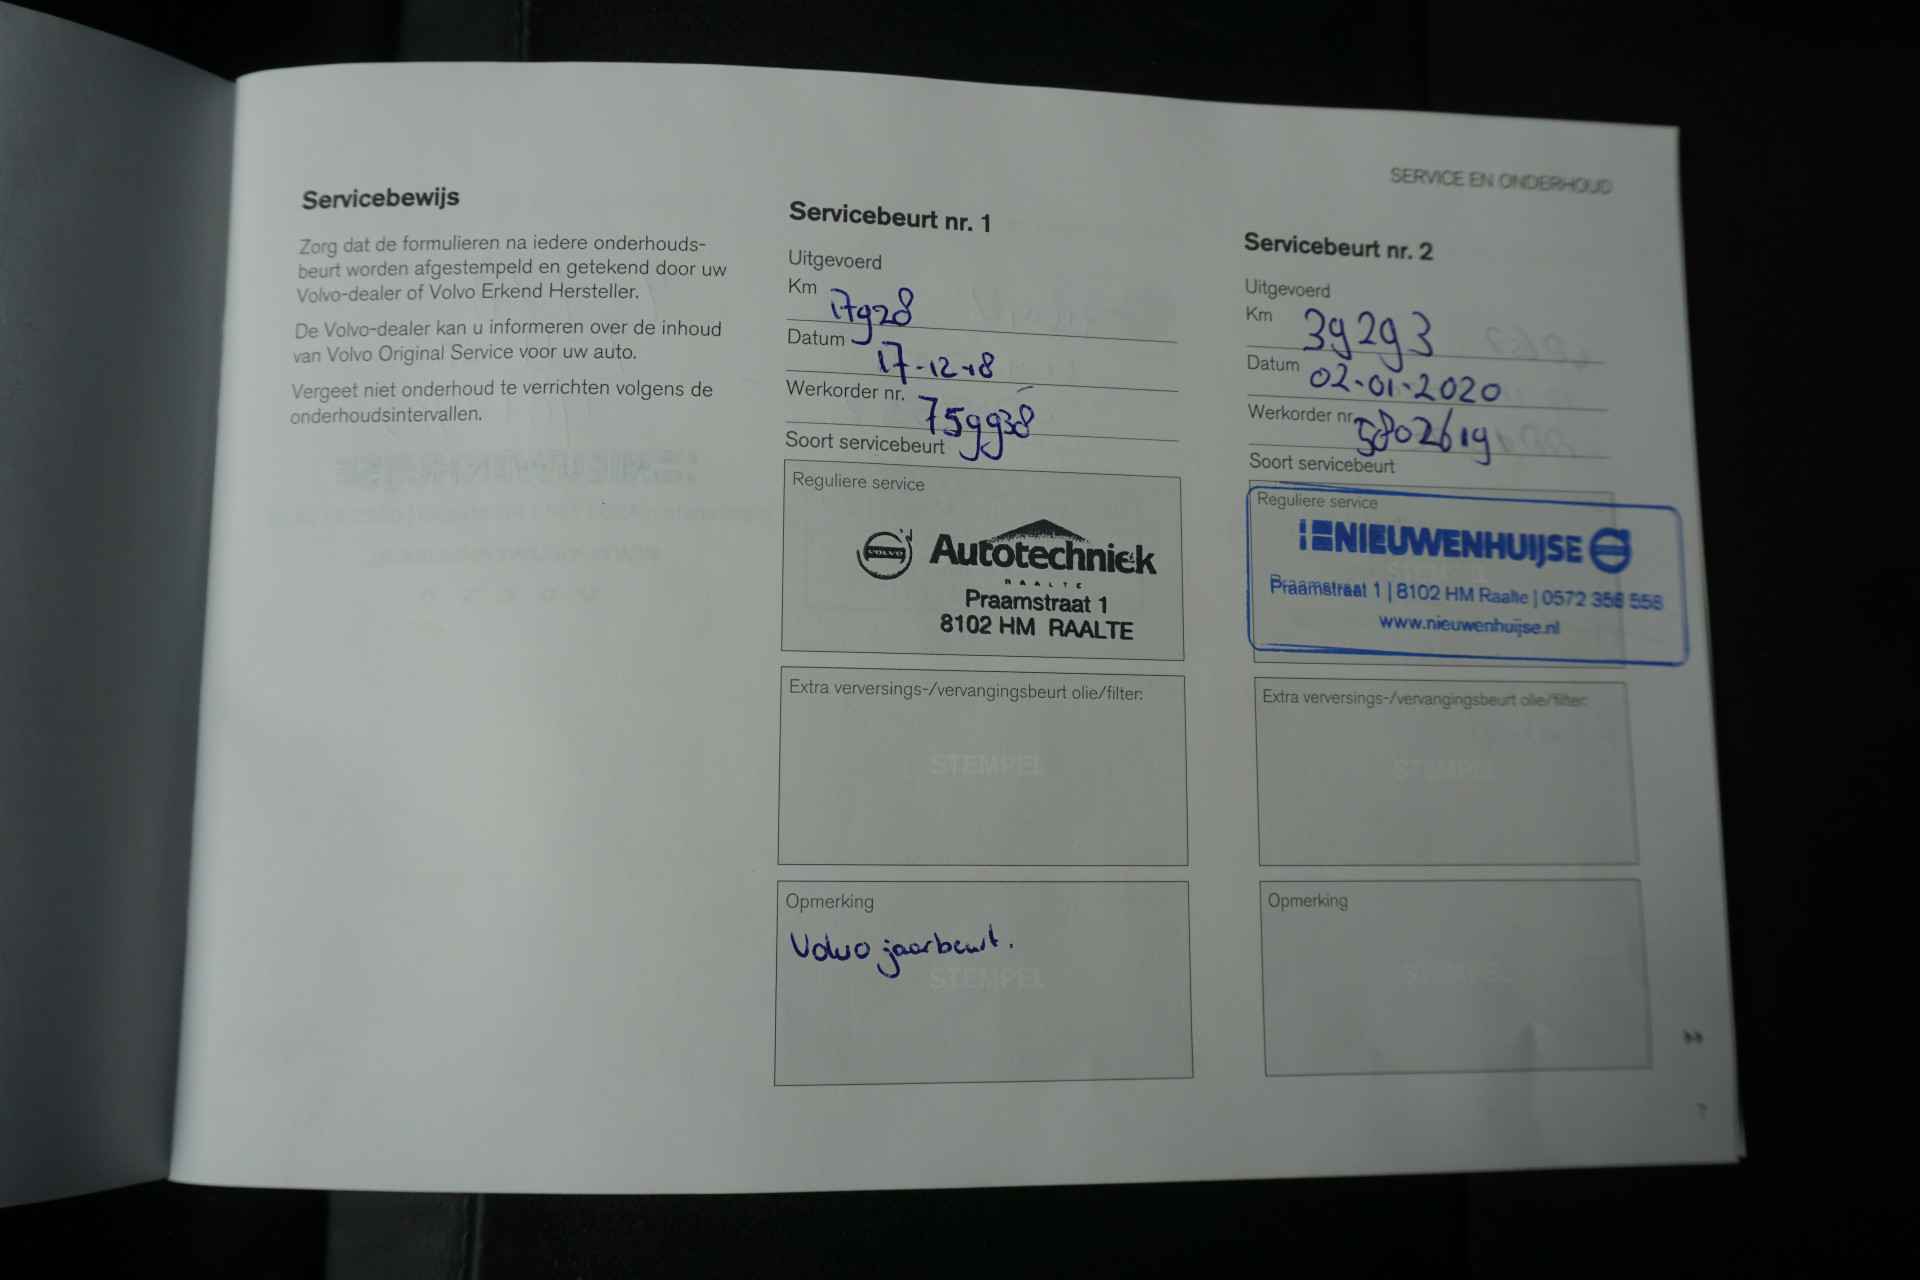 SERVICE EN ONDERHOUD
Servicebewijs
Zorg dat de formulieren na iedere onderhouds-
beurt worden afgestempeld en getekend door uw
Volvo-dealer of Volvo Erkend Hersteller.
De Volvo-dealer kan u informeren over de inhoud
van Volvo Original Service voor uw auto.
Vergeet niet onderhoud te verrichten volgens de
onderhoudsintervallen.
Servicebeurt nr. 1
Uitgevoerd
Km 17928
Datum 17-12-18
Werkorder nr. 759938
Soort servicebeurt
Reguliere service
VOLVO
Autotechniek
RAALTE
Praamstraat 1
8102 HM RAALTE
Extra verversings-/vervangingsbeurt olie/filter:
STEMPEL
Opmerking
Volvo jaarbeurt.
STEMPEL
Servicebeurt nr. 2
Uitgevoerd
Km 39293
Datum 02-01-2020
Werkorder nr. 5802619
Soort servicebeurt
Reguliere service
NIEUWENHUIJSE
STEMPEL
Praamstraat 1 | 8102 HM Raalte | 0572 356 556
www.nieuwenhuijse.nl
Extra verversings-/vervangingsbeurt olie/filter:
STEMPEL
Opmerking
STEMPEL
7